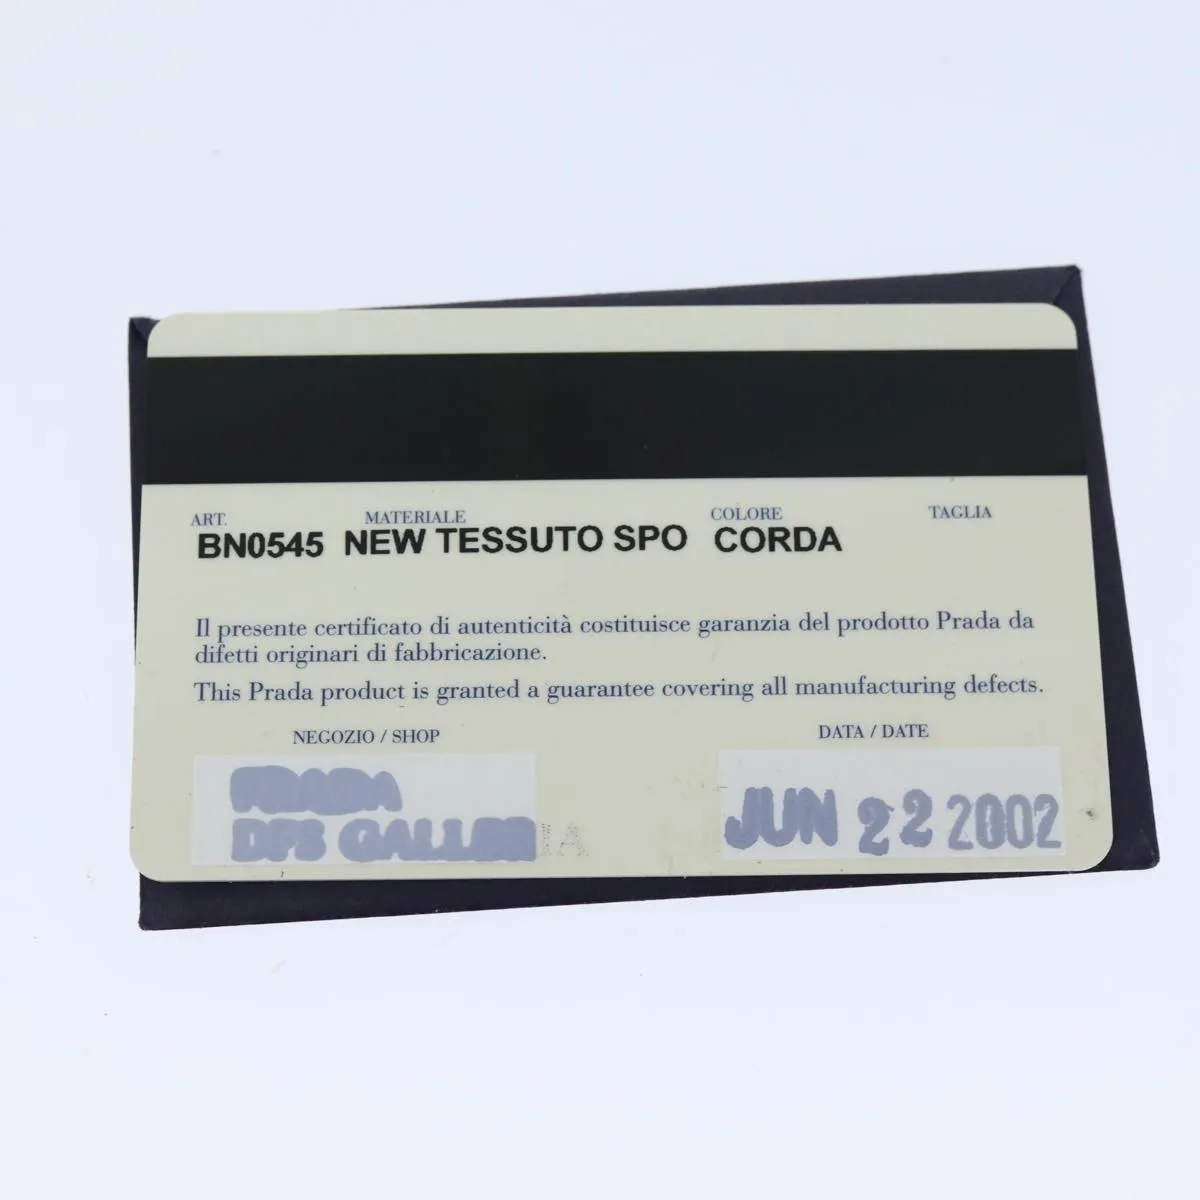 ART. MATERIALE COLORE TAGLIA
BN0545 NEW TESSUTO SPO CORDA
Il presente certificato di autenticità costituisce garanzia del prodotto Prada da
difetti originari di fabbricazione.
This Prada product is granted a guarantee covering all manufacturing defects.
NEGOZIO / SHOP DATA / DATE
PRADA
DFS GALLERIA JUN 22 2002